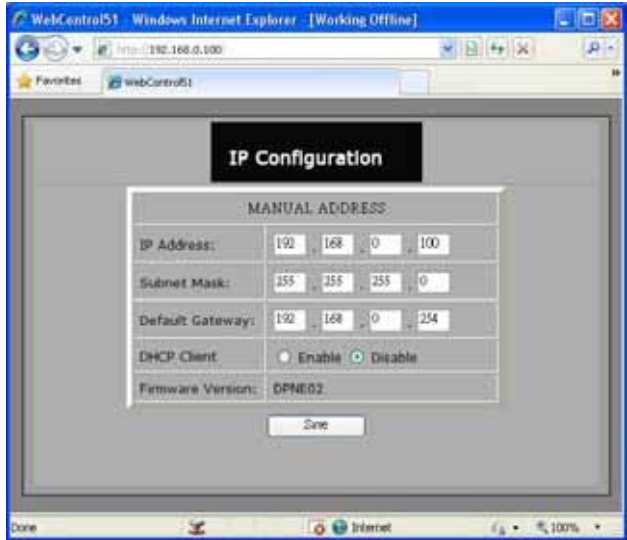 WebControl51 - Windows Internet Explorer - [Working Offline]
http://192.168.0.100
Favorites WebControl51
IP Configuration
MANUAL ADDRESS
IP Address: 192 . 168 . 0 . 100
Subnet Mask: 255 . 255 . 255 . 0
Default Gateway: 192 . 168 . 0 . 254
DHCP Client Enable Disable
Firmware Version: DPNE02
Save
Done Internet 100%